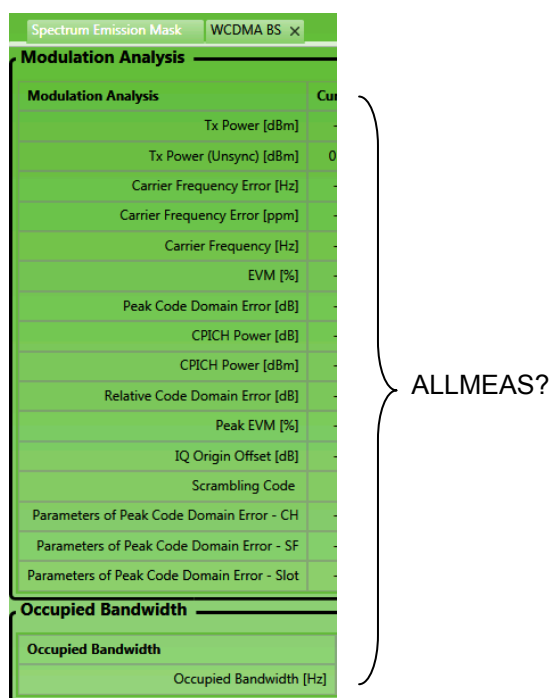 Spectrum Emission Mask WCDMA BS ×
Modulation Analysis
Modulation Analysis Cur
Tx Power [dBm] -
Tx Power (Unsync) [dBm] 0
Carrier Frequency Error [Hz] -
Carrier Frequency Error [ppm] -
Carrier Frequency [Hz] -
EVM [%] -
Peak Code Domain Error [dB] -
CPICH Power [dB] -
CPICH Power [dBm] -
ALLMEAS?
Relative Code Domain Error [dB] -
Peak EVM [%] -
IQ Origin Offset [dB] -
Scrambling Code
Parameters of Peak Code Domain Error - CH -
Parameters of Peak Code Domain Error - SF -
Parameters of Peak Code Domain Error - Slot -
Occupied Bandwidth
Occupied Bandwidth
Occupied Bandwidth [Hz]